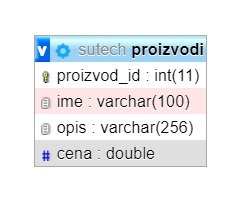 v sutech proizvodi
proizvod_id : int(11)
ime : varchar(100)
opis : varchar(256)
# cena : double